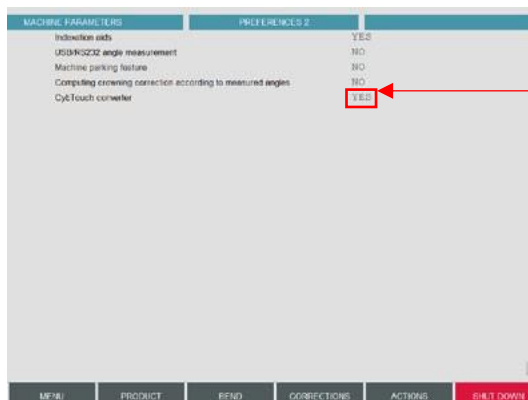 MACHINE PARAMETERS PREFERENCES 2
Indexation aids YES
USB/RS232 angle measurement NO
Machine parking feature NO
Computing crowning correction according to measured angles NO
CybTouch converter YES
MENU PRODUCT BEND CORRECTIONS ACTIONS SHUT DOWN